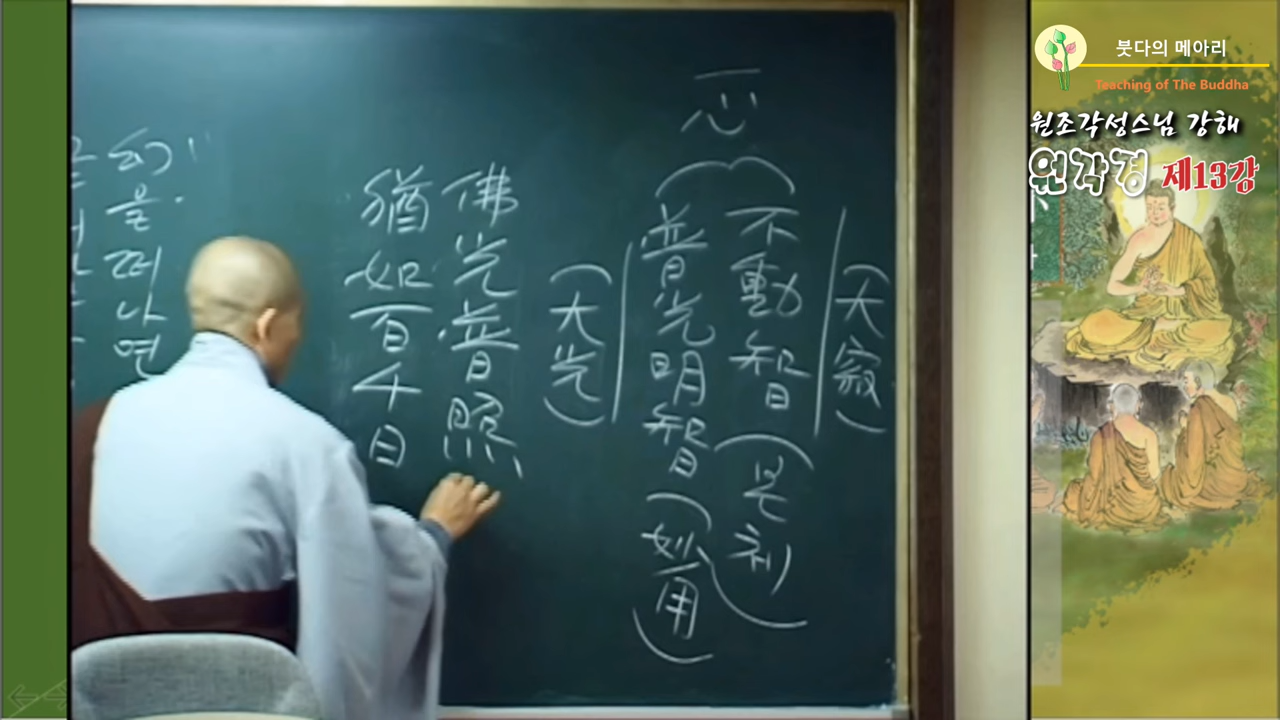 붓다의 메아리
Teaching of The Buddha
원조각성스님 강해
원각경 제13강
一心
(大寂)
不動智
普光明智(妙用)
(大光)
佛光普照
猶如百千日
幻을 떠나면